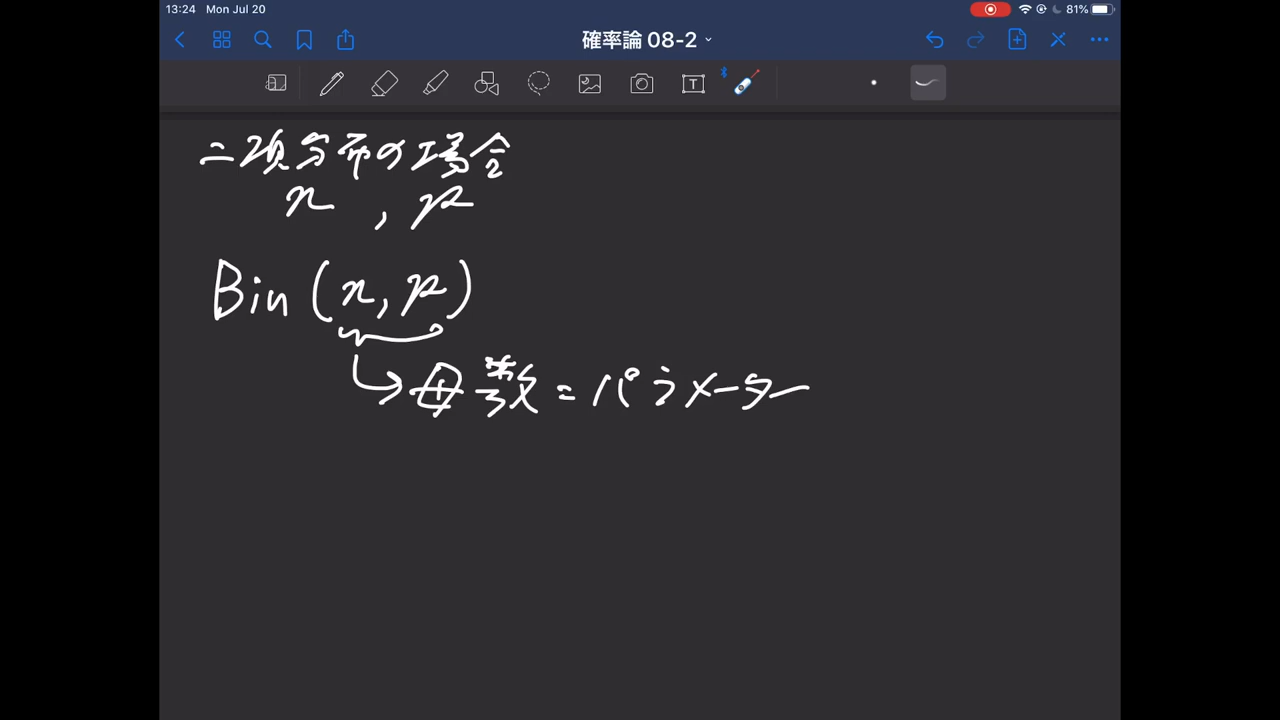 13:24 Mon Jul 20
81%
確率論 08-2
T
二項分布の場合
n , p
Bin (n, p)
母数=パラメーター